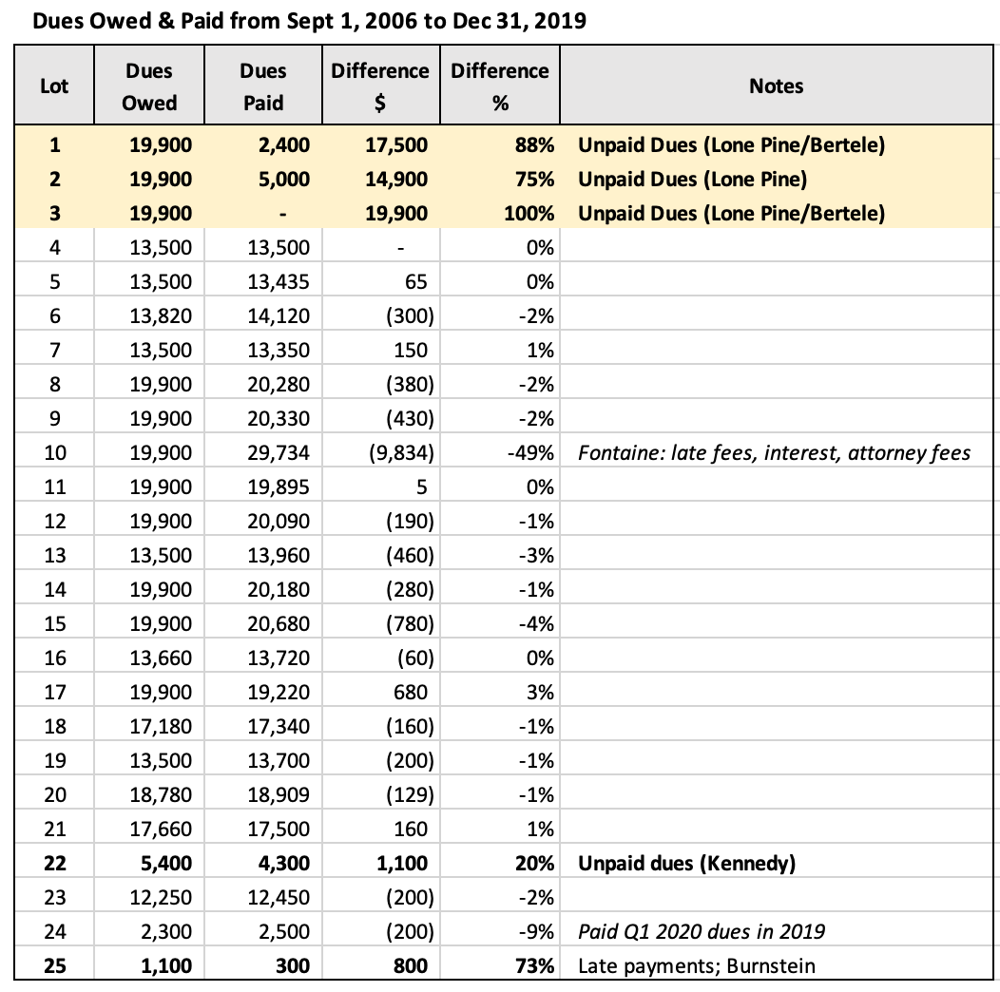 Dues Owed & Paid from Sept 1, 2006 to Dec 31, 2019
Lot Dues Owed Dues Paid Difference $ Difference % Notes
1 19,900 2,400 17,500 88% Unpaid Dues (Lone Pine/Bertele)
2 19,900 5,000 14,900 75% Unpaid Dues (Lone Pine)
3 19,900 - 19,900 100% Unpaid Dues (Lone Pine/Bertele)
4 13,500 13,500 - 0%
5 13,500 13,435 65 0%
6 13,820 14,120 (300) -2%
7 13,500 13,350 150 1%
8 19,900 20,280 (380) -2%
9 19,900 20,330 (430) -2%
10 19,900 29,734 (9,834) -49% Fontaine: late fees, interest, attorney fees
11 19,900 19,895 5 0%
12 19,900 20,090 (190) -1%
13 13,500 13,960 (460) -3%
14 19,900 20,180 (280) -1%
15 19,900 20,680 (780) -4%
16 13,660 13,720 (60) 0%
17 19,900 19,220 680 3%
18 17,180 17,340 (160) -1%
19 13,500 13,700 (200) -1%
20 18,780 18,909 (129) -1%
21 17,660 17,500 160 1%
22 5,400 4,300 1,100 20% Unpaid dues (Kennedy)
23 12,250 12,450 (200) -2%
24 2,300 2,500 (200) -9% Paid Q1 2020 dues in 2019
25 1,100 300 800 73% Late payments; Burnstein